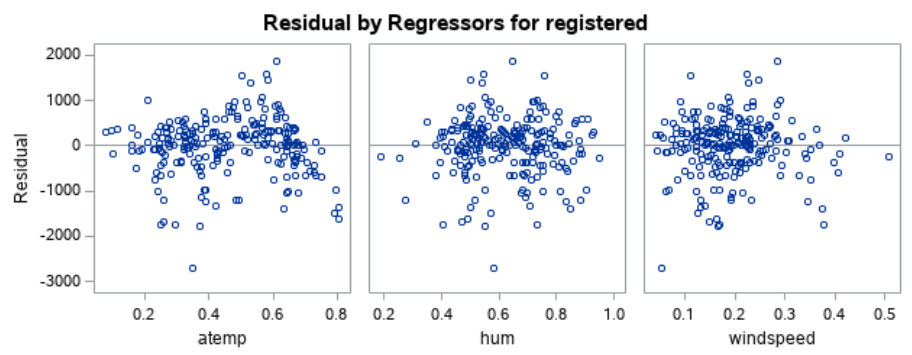 Residual by Regressors for registered
2000
1000
0
-1000
-2000
-3000
Residual
0.2 0.4 0.6 0.8 0.2 0.4 0.6 0.8 1.0 0.1 0.2 0.3 0.4 0.5
atemp hum windspeed